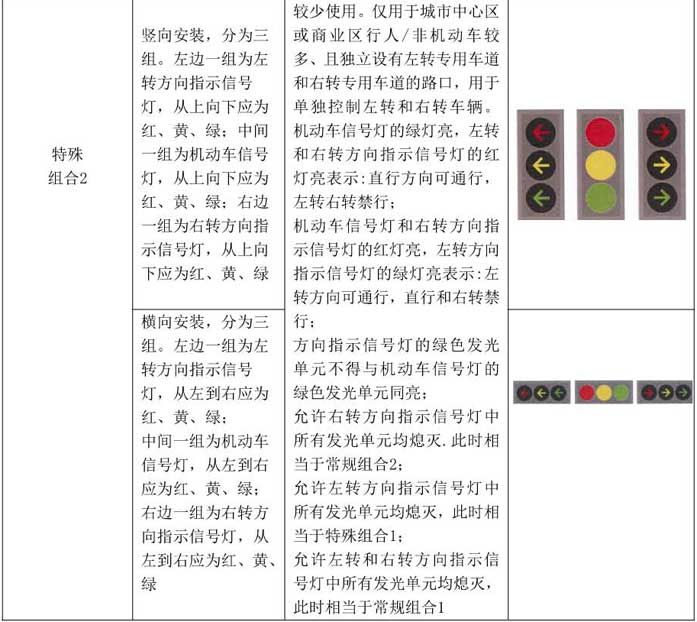 特殊
组合2
竖向安装，分为三
组。左边一组为左
转方向指示信号
灯，从上向下应为
红、黄、绿；中间
一组为机动车信号
灯，从上向下应为
红、黄、绿；右边
一组为右转方向指
示信号灯，从上向
下应为红、黄、绿
横向安装，分为三
组。左边一组为左
转方向指示信号
灯，从左到右应为
红、黄、绿；
中间一组为机动车
信号灯，从左到右
应为红、黄、绿；
右边一组为右转方
向指示信号灯，从
左到右应为红、黄、
绿
较少使用。仅用于城市中心区
或商业区行人/非机动车较
多、且独立设有左转专用车道
和右转专用车道的路口，用于
单独控制左转和右转车辆。
机动车信号灯的绿灯亮，左转
和右转方向指示信号灯的红
灯亮表示:直行方向可通行，
左转右转禁行；
机动车信号灯和右转方向指
示信号灯的红灯亮，左转方向
指示信号灯的绿灯亮表示:左
转方向可通行，直行和右转禁
行；
方向指示信号灯的绿色发光
单元不得与机动车信号灯的
绿色发光单元同亮；
允许右转方向指示信号灯中
所有发光单元均熄灭.此时相
当于常规组合2；
允许左转方向指示信号灯中
所有发光单元均熄灭，此时相
当于特殊组合1；
允许左转和右转方向指示信
号灯中所有发光单元均熄灭，
此时相当于常规组合1